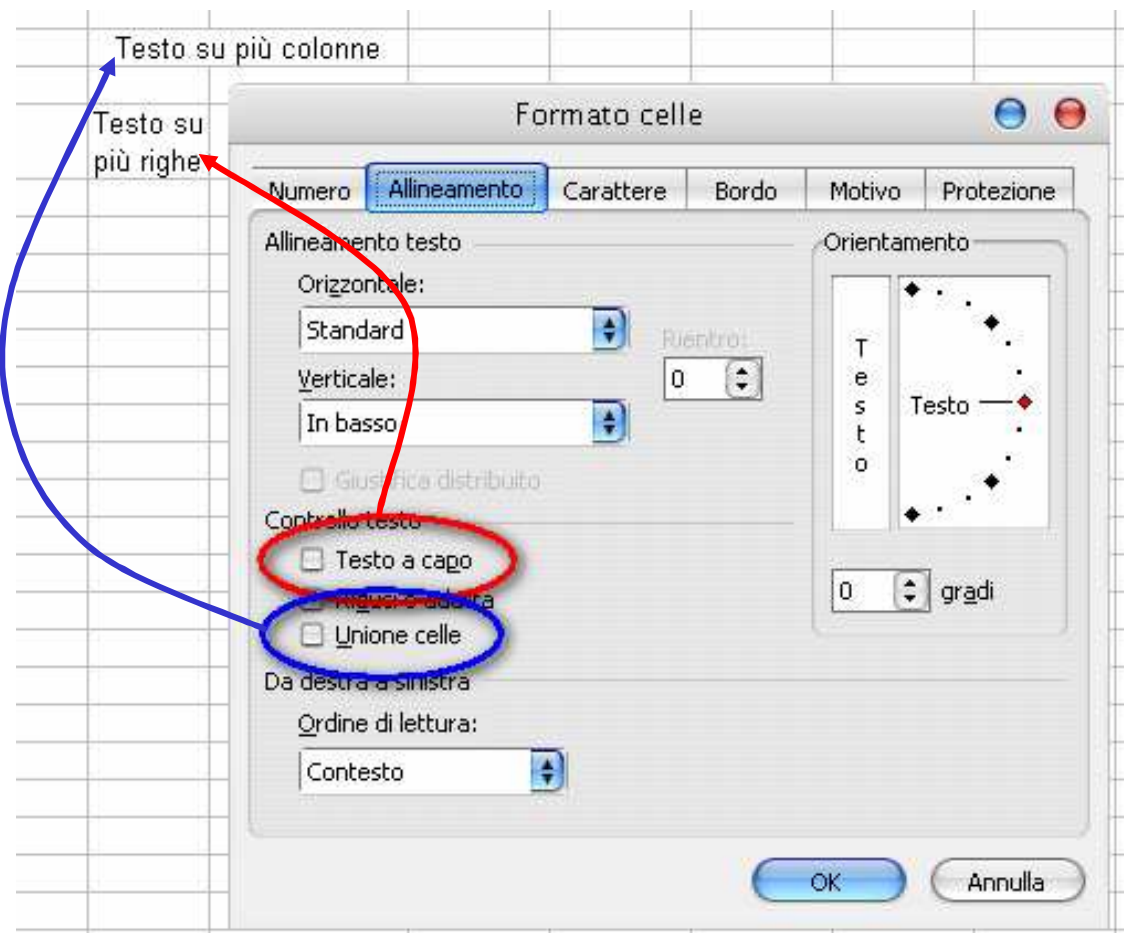 Testo su più colonne
Testo su
più righe
Formato celle
Numero Allineamento Carattere Bordo Motivo Protezione
Allineamento testo
Orizzontale:
Standard
Rientro:
Verticale:
0
In basso
Giustifica distribuito
Controllo testo
Testo a capo
Riduci e adatta
Unione celle
Da destra a sinistra
Ordine di lettura:
Contesto
Orientamento
Testo
Testo
0 gradi
OK Annulla